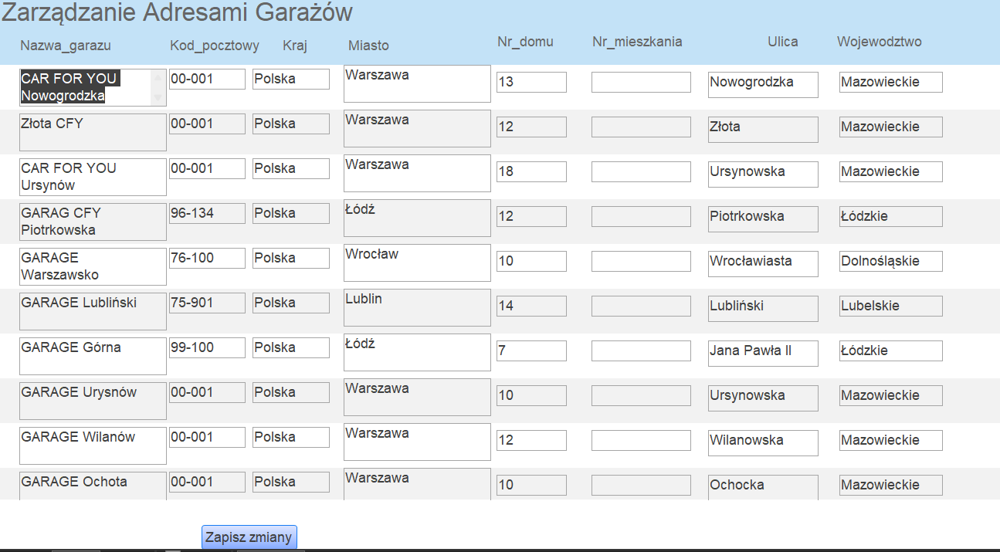 Zarządzanie Adresami Garażów
Nazwa_garazu Kod_pocztowy Kraj Miasto Nr_domu Nr_mieszkania Ulica Wojewodztwo
CAR FOR YOU 00-001 Polska Warszawa 13 Nowogrodzka Mazowieckie
Nowogrodzka
Złota CFY 00-001 Polska Warszawa 12 Złota Mazowieckie
CAR FOR YOU 00-001 Polska Warszawa 18 Ursynowska Mazowieckie
Ursynów
GARAG CFY 96-134 Polska Łódź 12 Piotrkowska Łódzkie
Piotrkowska
GARAGE 76-100 Polska Wrocław 10 Wrocławiasta Dolnośląskie
Warszawsko
GARAGE Lubliński 75-901 Polska Lublin 14 Lubliński Lubelskie
GARAGE Górna 99-100 Polska Łódź 7 Jana Pawła II Łódzkie
GARAGE Urysnów 00-001 Polska Warszawa 10 Ursynowska Mazowieckie
GARAGE Wilanów 00-001 Polska Warszawa 12 Wilanowska Mazowieckie
GARAGE Ochota 00-001 Polska Warszawa 10 Ochocka Mazowieckie
Zapisz zmiany